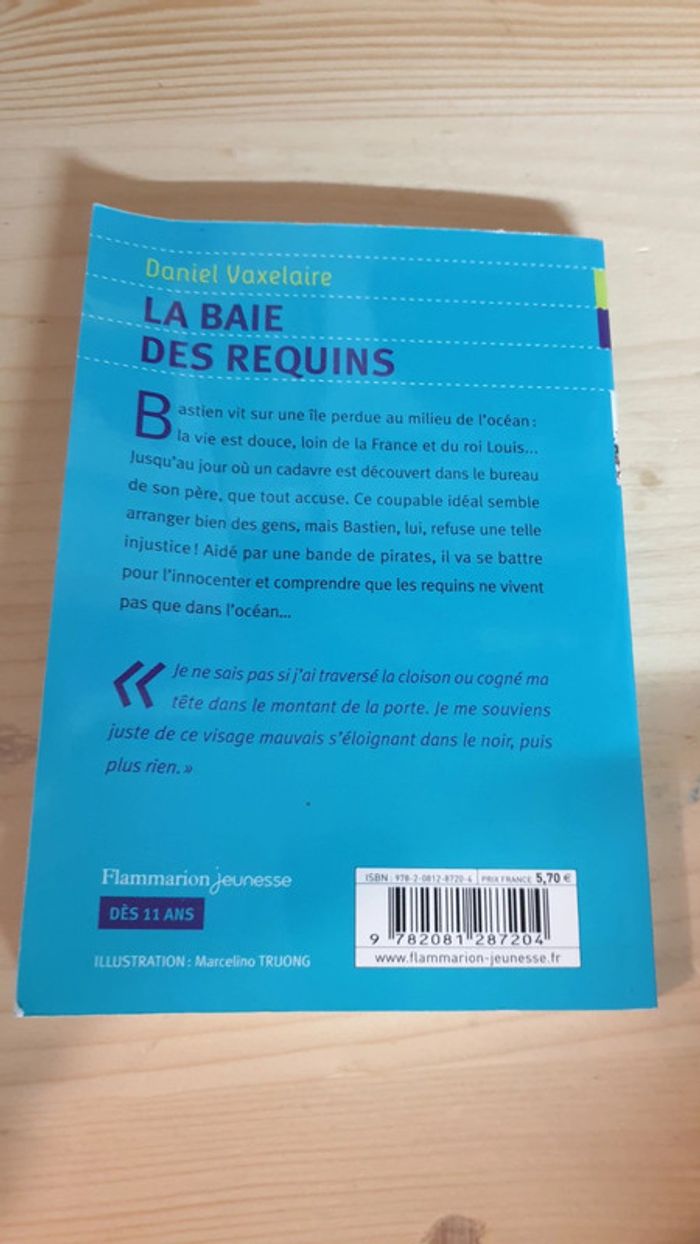 Daniel Vaxelaire
LA BAIE
DES REQUINS
Bastien vit sur une île perdue au milieu de l'océan :
la vie est douce, loin de la France et du roi Louis...
Jusqu'au jour où un cadavre est découvert dans le bureau
de son père, que tout accuse. Ce coupable idéal semble
arranger bien des gens, mais Bastien, lui, refuse une telle
injustice ! Aidé par une bande de pirates, il va se battre
pour l'innocenter et comprendre que les requins ne vivent
pas que dans l'océan...
« Je ne sais pas si j'ai traversé la cloison ou cogné ma
tête dans le montant de la porte. Je me souviens
juste de ce visage mauvais s'éloignant dans le noir, puis
plus rien. »
Flammarion jeunesse
DÈS 11 ANS
ILLUSTRATION : Marcelino TRUONG
ISBN : 978-2-0812-8720-4 PRIX FRANCE 5,70 €
9 782081 287204
www.flammarion-jeunesse.fr